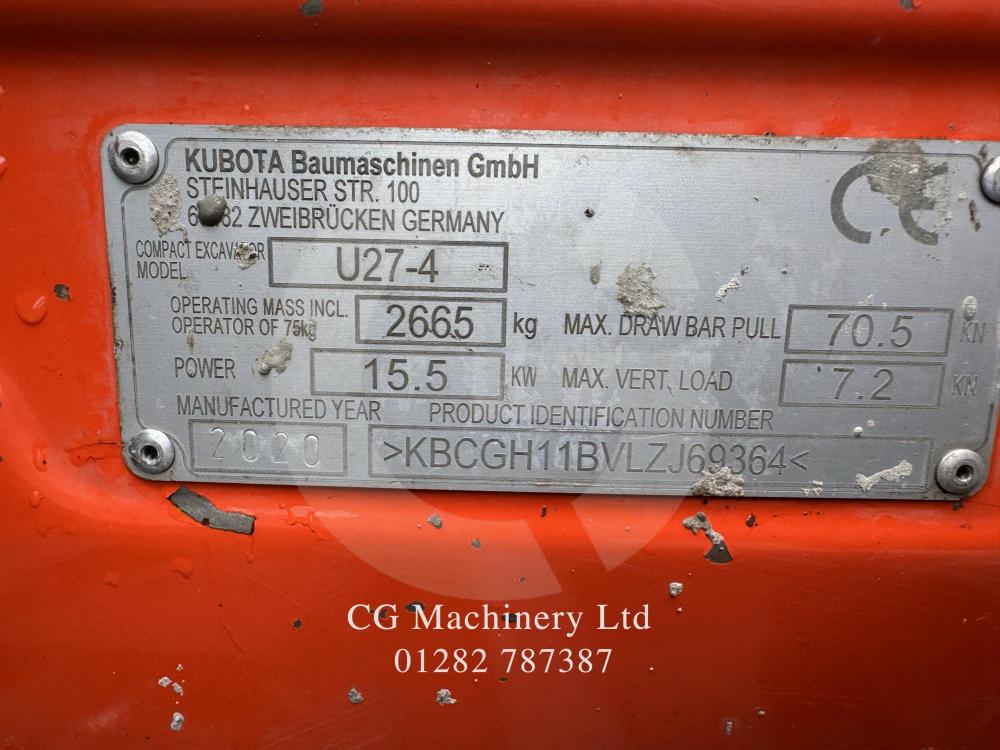 KUBOTA Baumaschinen GmbH
STEINHAUSER STR. 100
ZWEIBRÜCKEN GERMANY
CE
COMPACT EXCAVATOR
MODEL
U27-4
OPERATING MASS INCL.
OPERATOR OF 75kg
2665 kg
MAX. DRAW BAR PULL 70.5 KN
POWER 15.5 KW
MAX. VERT, LOAD 7.2 KN
MANUFACTURED YEAR PRODUCT IDENTIFICATION NUMBER
2020 >KBCGH11BVLZJ69364<
CG Machinery Ltd
01282 787387